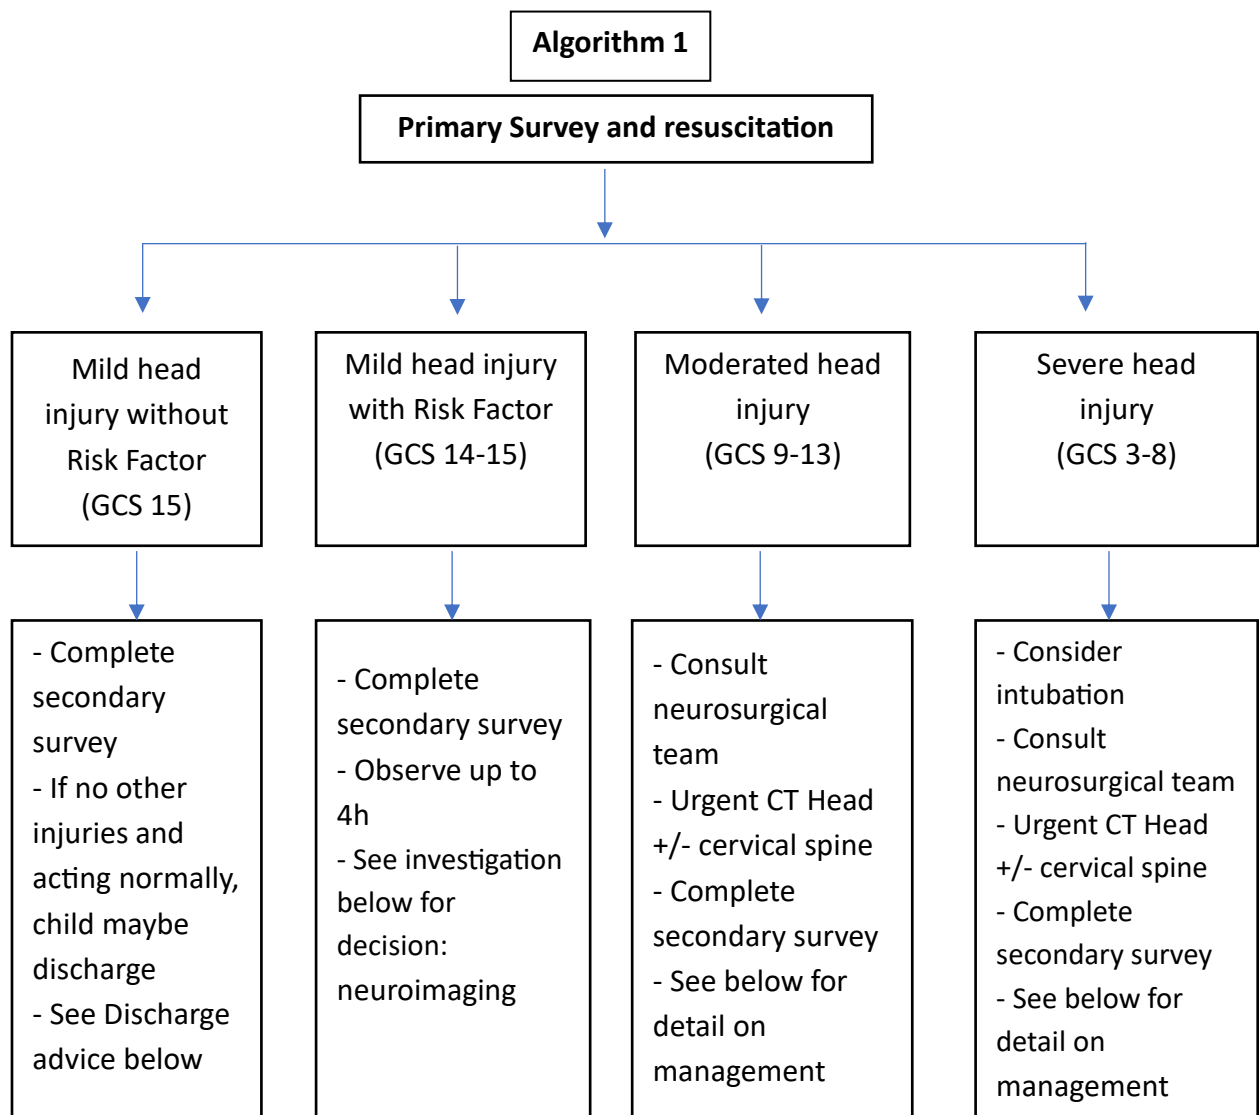 Algorithm 1
Primary Survey and resuscitation
Mild head
injury without
Risk Factor
(GCS 15)
Mild head injury
with Risk Factor
(GCS 14-15)
Moderated head
injury
(GCS 9-13)
Severe head
injury
(GCS 3-8)
- Complete
secondary
survey
- If no other
injuries and
acting normally,
child maybe
discharge
- See Discharge
advice below
- Complete
secondary survey
- Observe up to
4h
- See investigation
below for
decision:
neuroimaging
- Consult
neurosurgical
team
- Urgent CT Head
+/- cervical spine
- Complete
secondary survey
- See below for
detail on
management
- Consider
intubation
- Consult
neurosurgical team
- Urgent CT Head
+/- cervical spine
- Complete
secondary survey
- See below for
detail on
management